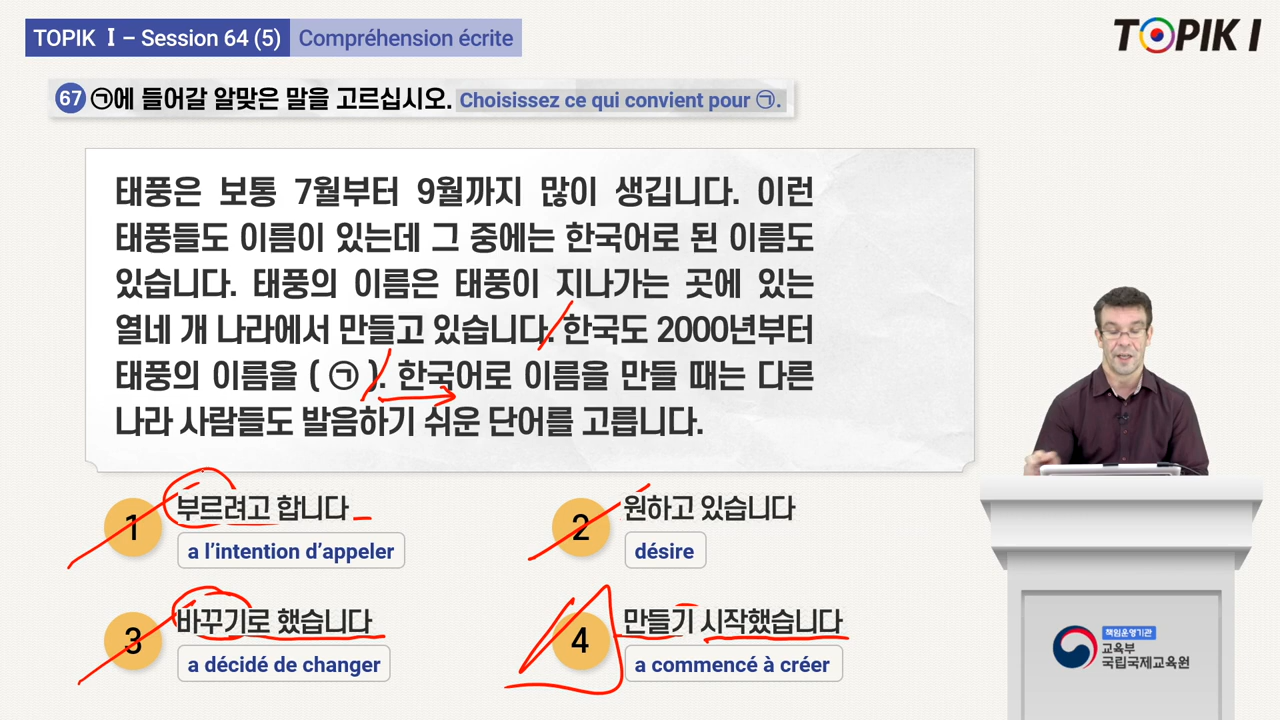 TOPIK I – Session 64 (5) Compréhension écrite
TOPIK I
67 ㉠에 들어갈 알맞은 말을 고르십시오. Choisissez ce qui convient pour ㉠.
태풍은 보통 7월부터 9월까지 많이 생깁니다. 이런
태풍들도 이름이 있는데 그 중에는 한국어로 된 이름도
있습니다. 태풍의 이름은 태풍이 지나가는 곳에 있는
열네 개 나라에서 만들고 있습니다. 한국도 2000년부터
태풍의 이름을 ( ㉠ ). 한국어로 이름을 만들 때는 다른
나라 사람들도 발음하기 쉬운 단어를 고릅니다.
1 부르려고 합니다
a l'intention d'appeler
2 원하고 있습니다
désire
3 바꾸기로 했습니다
a décidé de changer
4 만들기 시작했습니다
a commencé à créer
책임운영기관
교육부
국립국제교육원